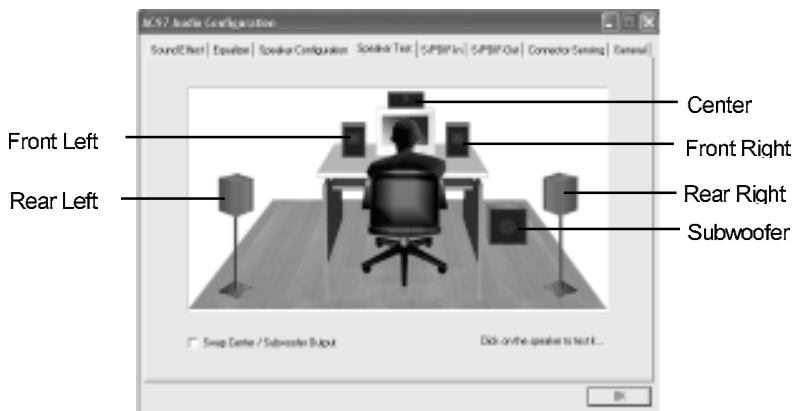 AC97 Audio Configuration
Sound Effect Equalizer Speaker Configuration Speaker Test S/PDIF-In S/PDIF-Out Connector Sensing General
Center
Front Left
Front Right
Rear Left
Rear Right
Subwoofer
Swap Center / Subwoofer Output
Click on the speaker to test it...
OK